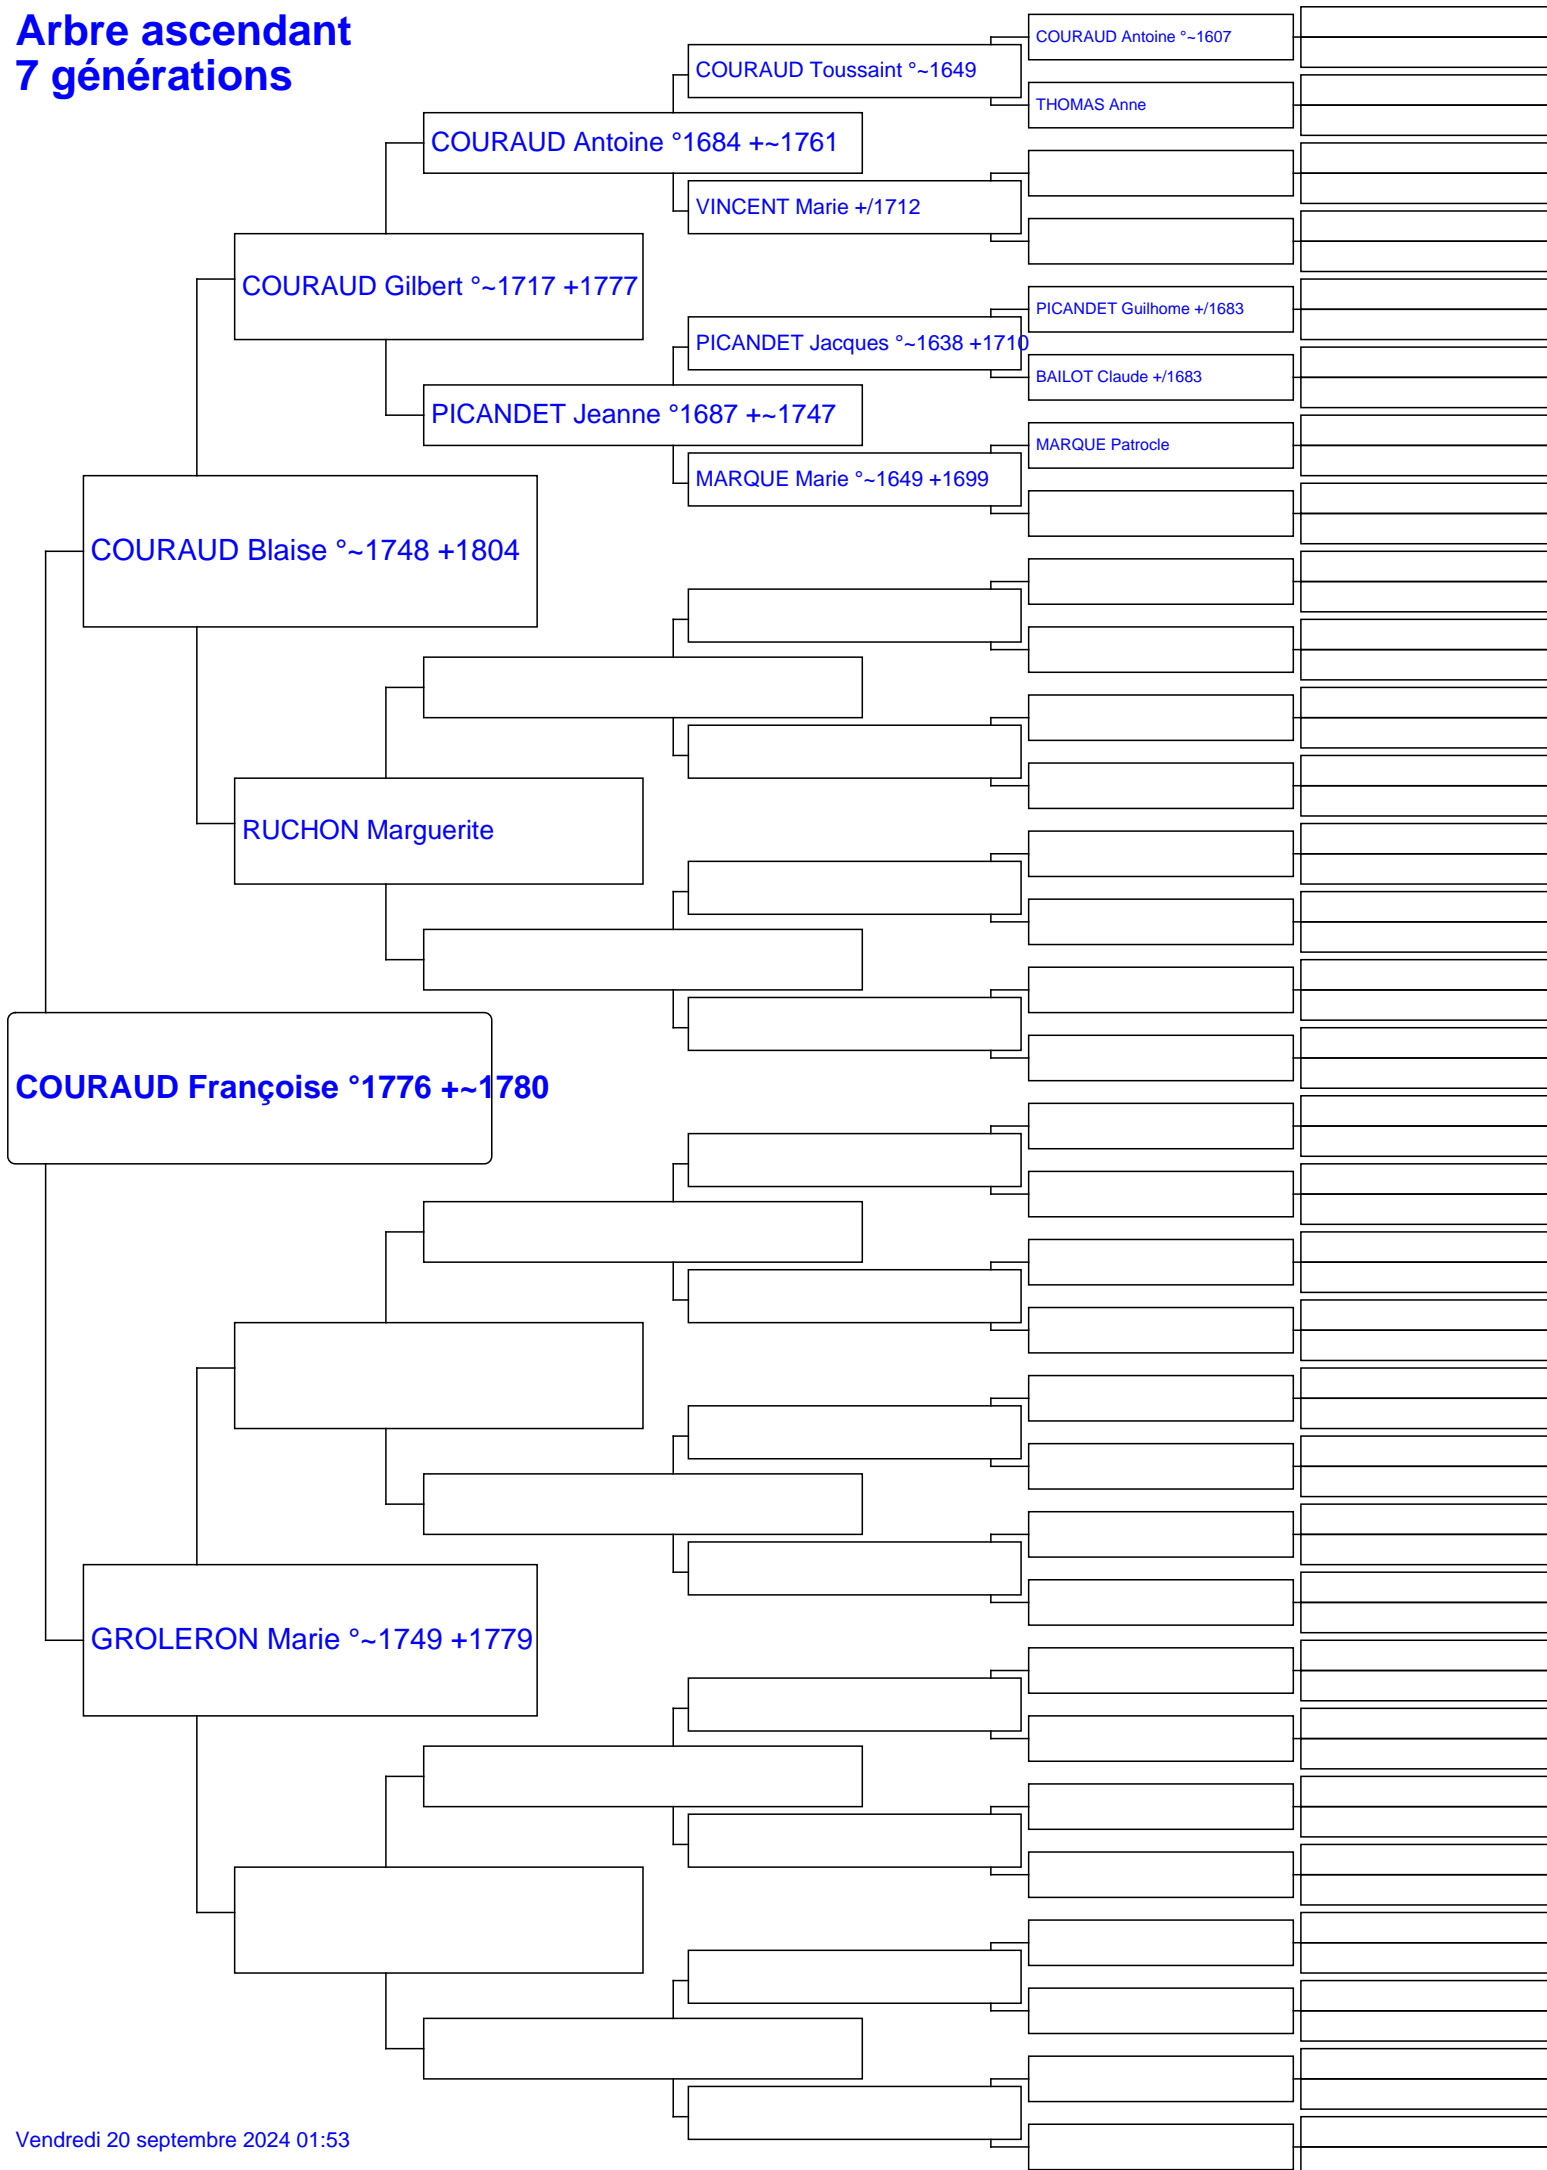 Arbre ascendant
7 générations
COURAUD Antoine °~1607
COURAUD Toussaint °~1649
THOMAS Anne
COURAUD Antoine °1684 +~1761
VINCENT Marie +/1712
COURAUD Gilbert °~1717 +1777
PICANDET Guilhome +/1683
PICANDET Jacques °~1638 +1710
BAILOT Claude +/1683
PICANDET Jeanne °1687 +~1747
MARQUE Patrocle
MARQUE Marie °~1649 +1699
COURAUD Blaise °~1748 +1804
RUCHON Marguerite
COURAUD Françoise °1776 +~1780
GROLERON Marie °~1749 +1779
Vendredi 20 septembre 2024 01:53